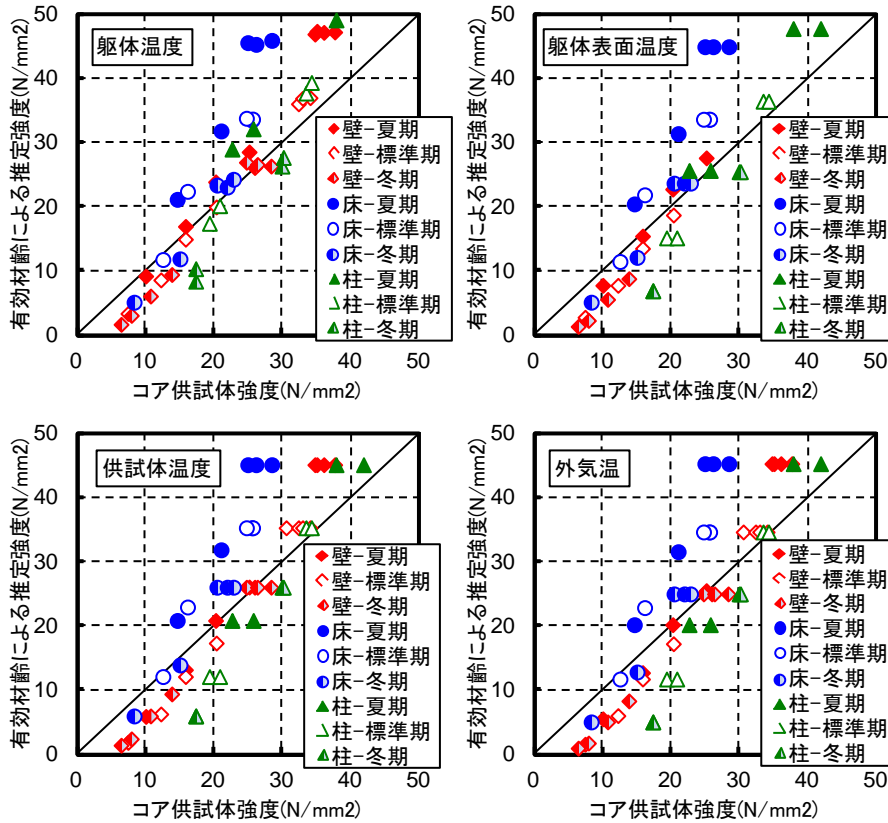 有効材齢による推定強度(N/mm2)
50
40
30
20
10
0
躯体温度
壁-夏期
壁-標準期
壁-冬期
床-夏期
床-標準期
床-冬期
柱-夏期
柱-標準期
柱-冬期
0 10 20 30 40 50
コア供試体強度(N/mm2)
有効材齢による推定強度(N/mm2)
50
40
30
20
10
0
躯体表面温度
壁-夏期
壁-標準期
壁-冬期
床-夏期
床-標準期
床-冬期
柱-夏期
柱-標準期
柱-冬期
0 10 20 30 40 50
コア供試体強度(N/mm2)
有効材齢による推定強度(N/mm2)
50
40
30
20
10
0
供試体温度
壁-夏期
壁-標準期
壁-冬期
床-夏期
床-標準期
床-冬期
柱-夏期
柱-標準期
柱-冬期
0 10 20 30 40 50
コア供試体強度(N/mm2)
有効材齢による推定強度(N/mm2)
50
40
30
20
10
0
外気温
壁-夏期
壁-標準期
壁-冬期
床-夏期
床-標準期
床-冬期
柱-夏期
柱-標準期
柱-冬期
0 10 20 30 40 50
コア供試体強度(N/mm2)